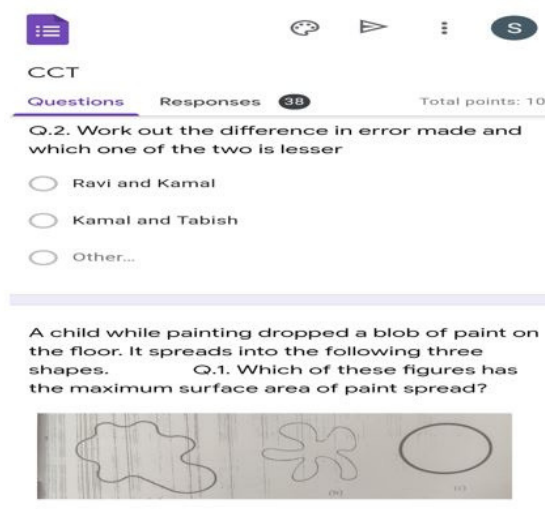 S
CCT
Questions Responses 38 Total points: 10
Q.2. Work out the difference in error made and
which one of the two is lesser
Ravi and Kamal
Kamal and Tabish
Other...
A child while painting dropped a blob of paint on
the floor. It spreads into the following three
shapes. Q.1. Which of these figures has
the maximum surface area of paint spread?
(b) (c)